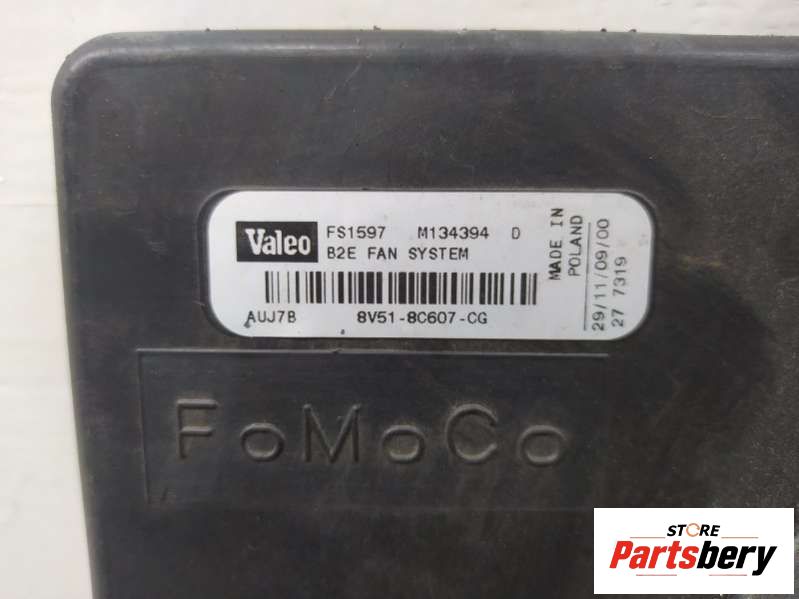 Valeo FS1597 M134394 D
B2E FAN SYSTEM
AUJ7B 8V51-8C607-CG
MADE IN
POLAND
29/11/09/00
27 7319
FoMoCo
STORE
Partsbery